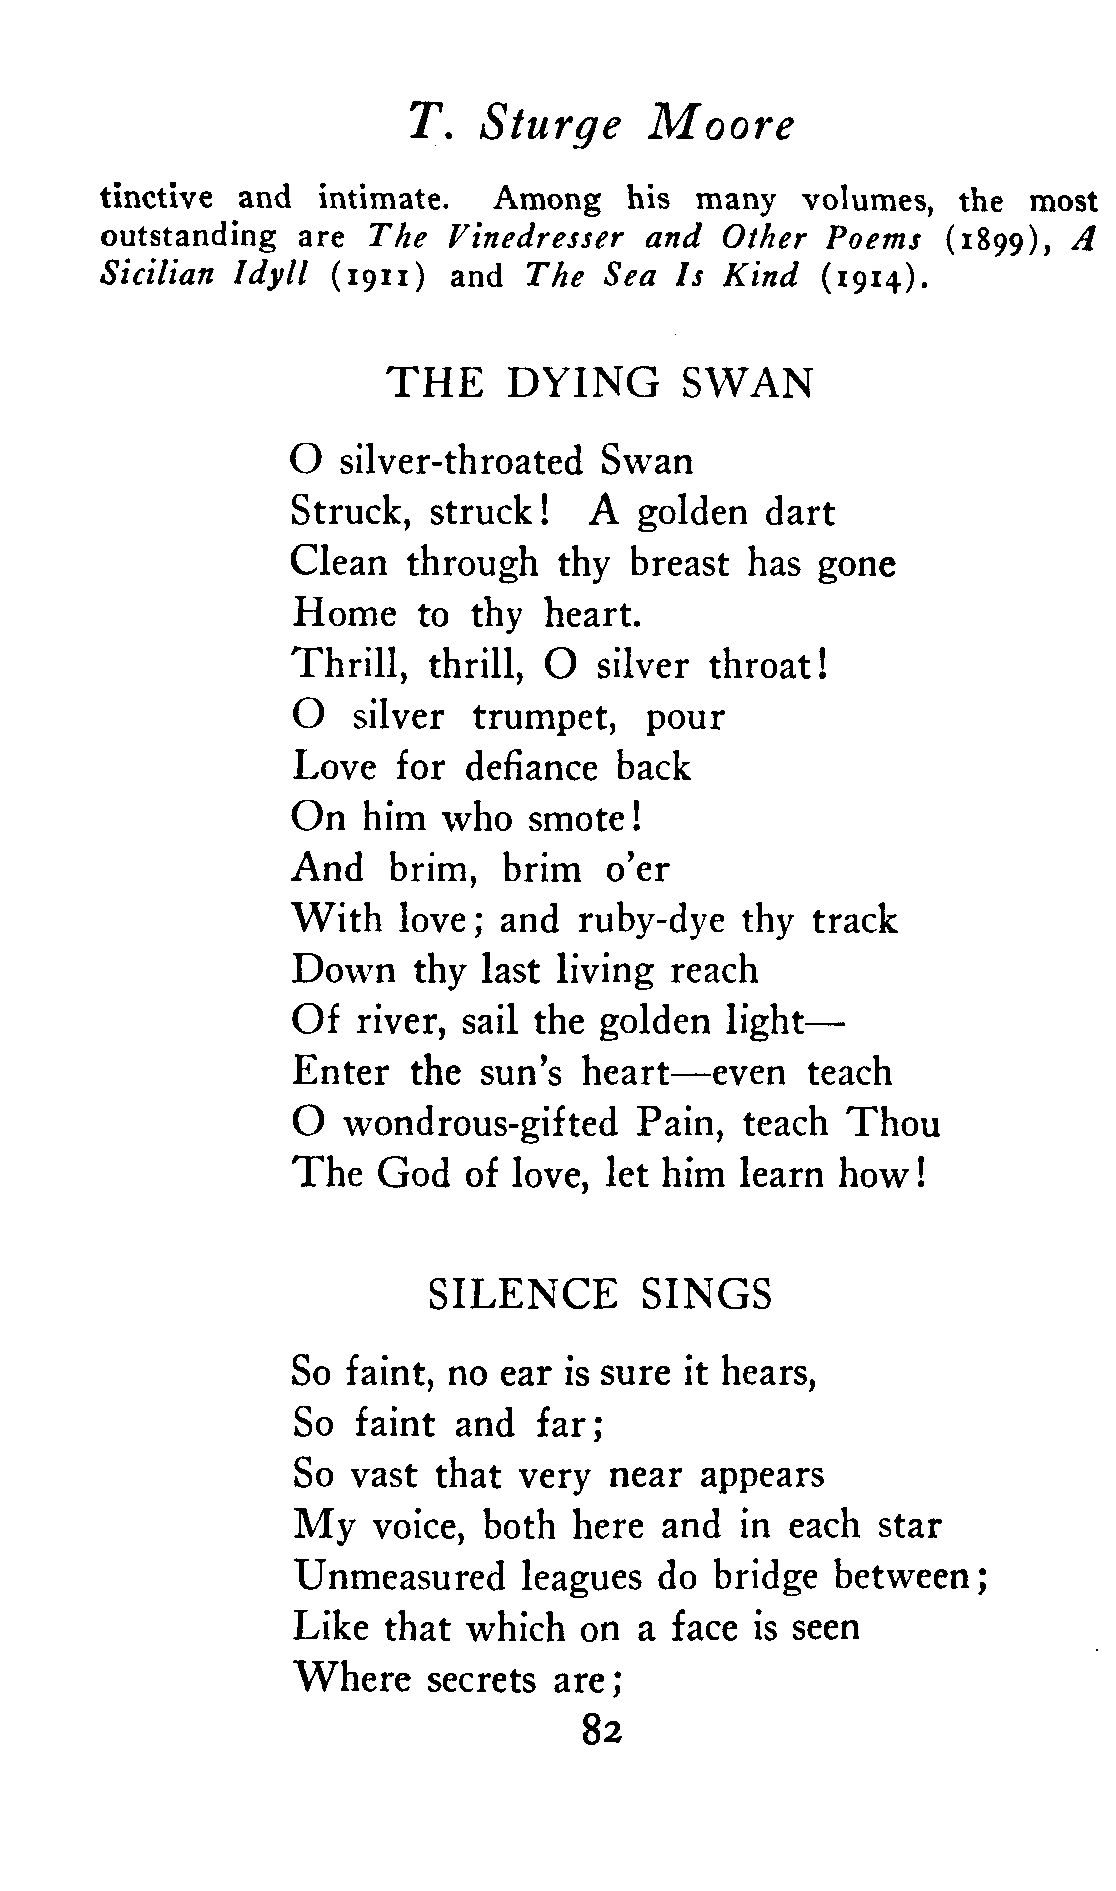 T. Sturge Moore
tinctive and intimate. Among his many volumes, the most
outstanding are The Vinedresser and Other Poems (1899), A
Sicilian Idyll (1911) and The Sea Is Kind (1914).
THE DYING SWAN
O silver-throated Swan
Struck, struck! A golden dart
Clean through thy breast has gone
Home to thy heart.
Thrill, thrill, O silver throat!
O silver trumpet, pour
Love for defiance back
On him who smote!
And brim, brim o'er
With love; and ruby-dye thy track
Down thy last living reach
Of river, sail the golden light—
Enter the sun's heart—even teach
O wondrous-gifted Pain, teach Thou
The God of love, let him learn how!
SILENCE SINGS
So faint, no ear is sure it hears,
So faint and far;
So vast that very near appears
My voice, both here and in each star
Unmeasured leagues do bridge between;
Like that which on a face is seen
Where secrets are;
82